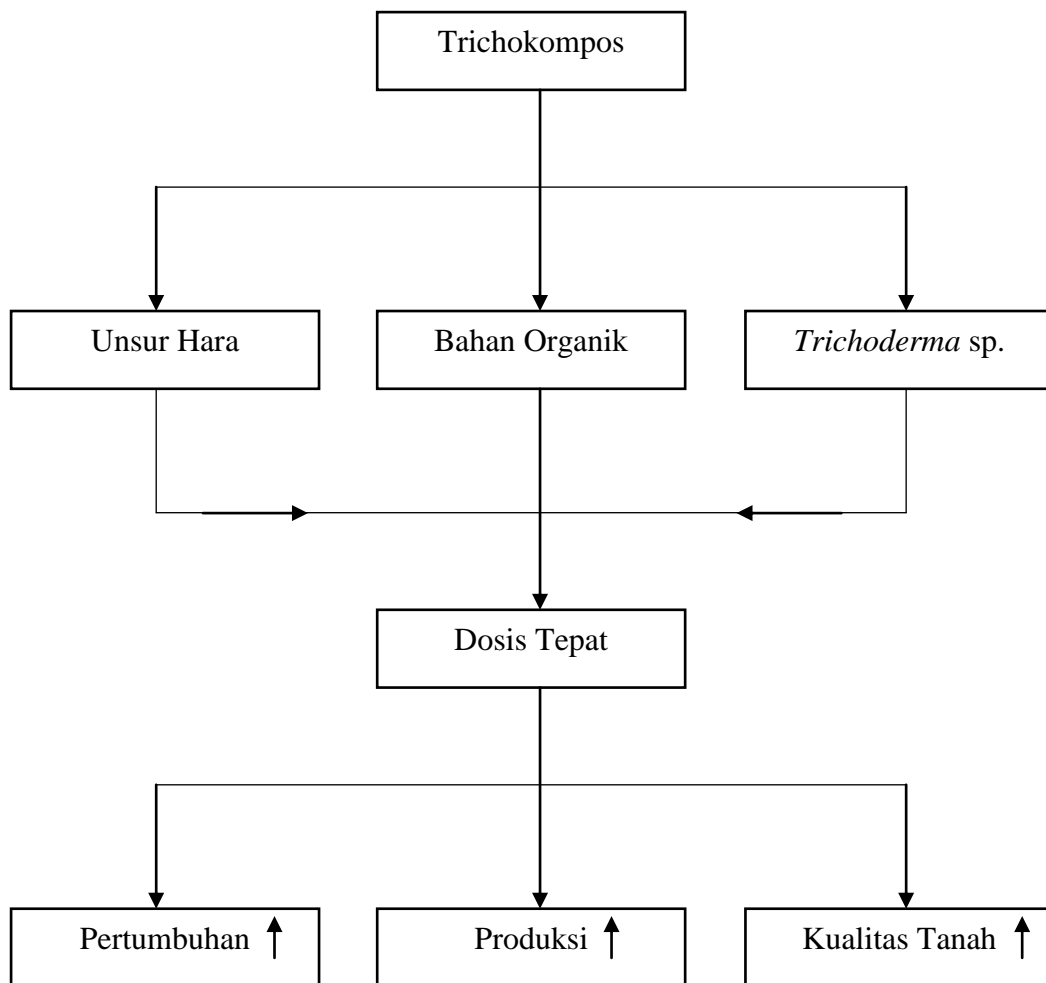 Trichokompos
Unsur Hara
Bahan Organik
Trichoderma sp.
Dosis Tepat
Pertumbuhan
Produksi
Kualitas Tanah